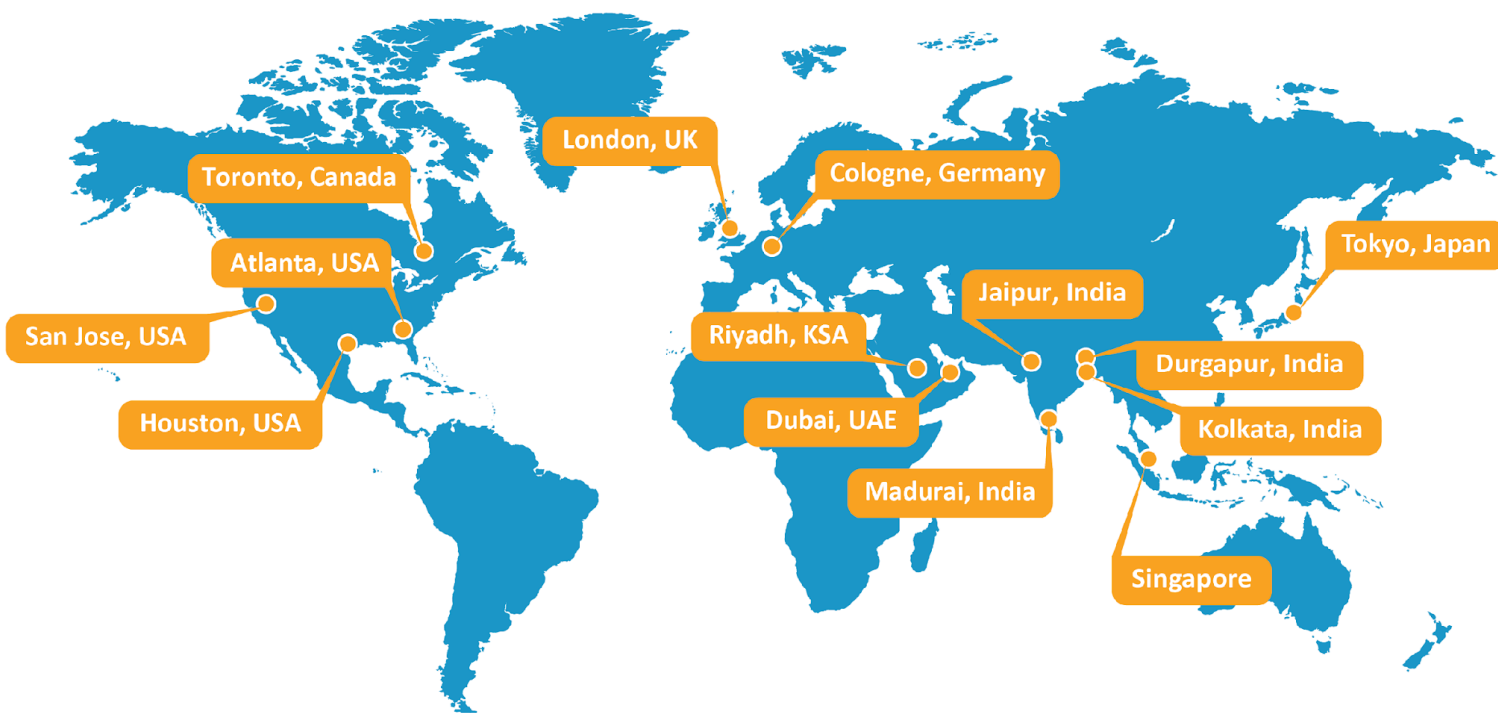 London, UK
Toronto, Canada
Cologne, Germany
Atlanta, USA
Tokyo, Japan
Jaipur, India
San Jose, USA
Riyadh, KSA
Durgapur, India
Houston, USA
Dubai, UAE
Kolkata, India
Madurai, India
Singapore